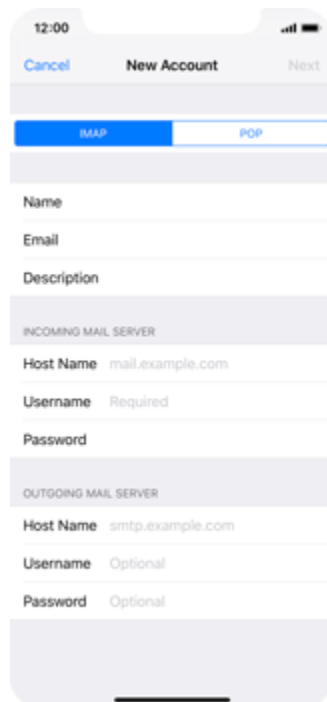 12:00
Cancel New Account Next
IMAP POP
Name
Email
Description
INCOMING MAIL SERVER
Host Name mail.example.com
Username Required
Password
OUTGOING MAIL SERVER
Host Name smtp.example.com
Username Optional
Password Optional